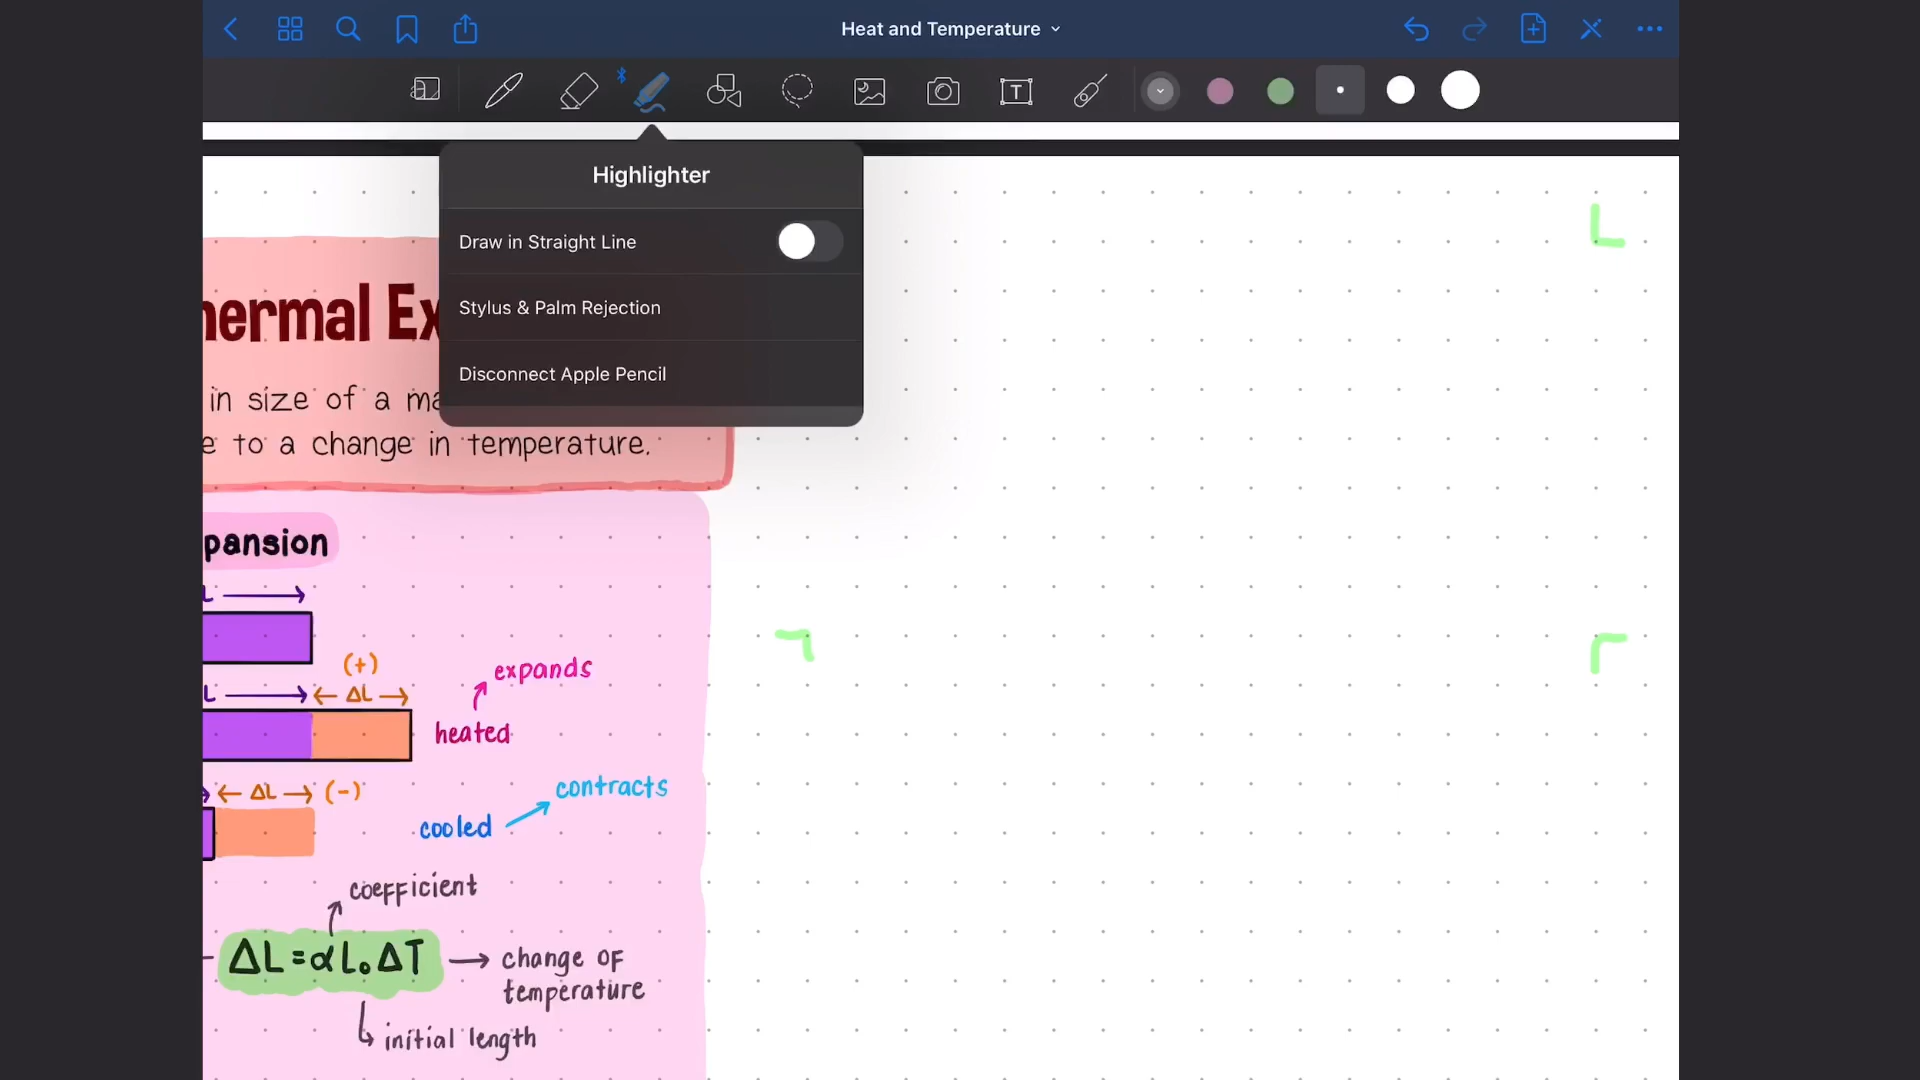 Heat and Temperature
T
Highlighter
Draw in Straight Line
Stylus & Palm Rejection
Disconnect Apple Pencil
hermal Ex
in size of a ma
e to a change in temperature.
pansion
L
(+)
L ΔL
expands
heated
ΔL (-)
contracts
cooled
coefficient
ΔL = αL₀ΔT
change of
temperature
initial length